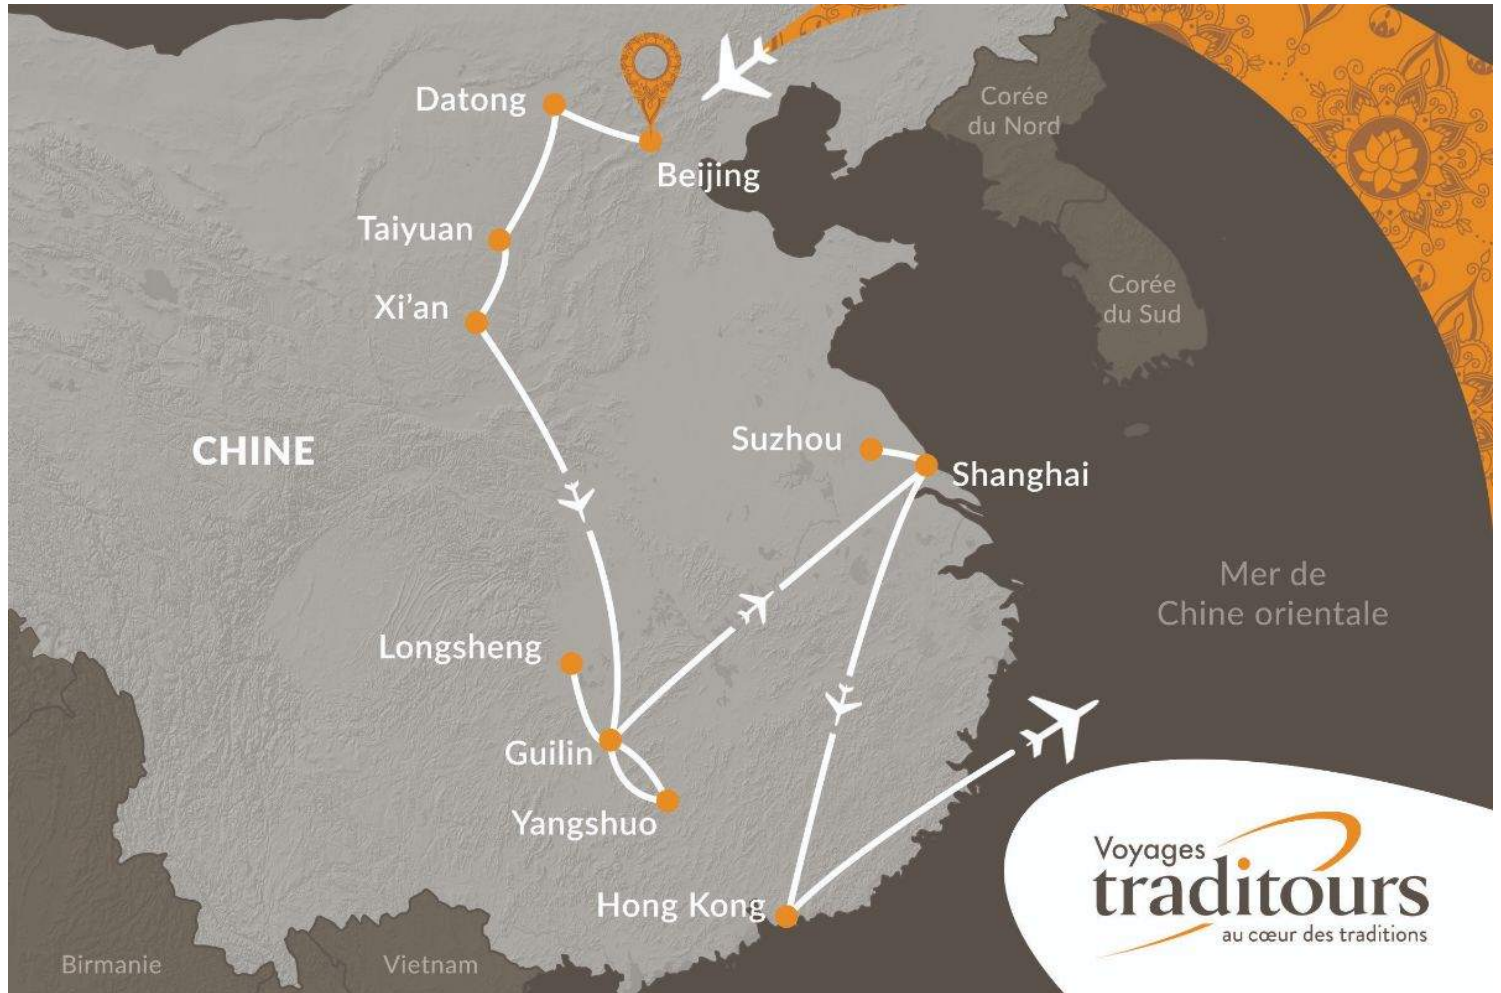 Datong
Beijing
Corée
du Nord
Taiyuan
Xi’an
Corée
du Sud
CHINE
Suzhou
Shanghai
Mer de
Chine orientale
Longsheng
Guilin
Yangshuo
Hong Kong
Birmanie
Vietnam
Voyages
traditours
au cœur des traditions